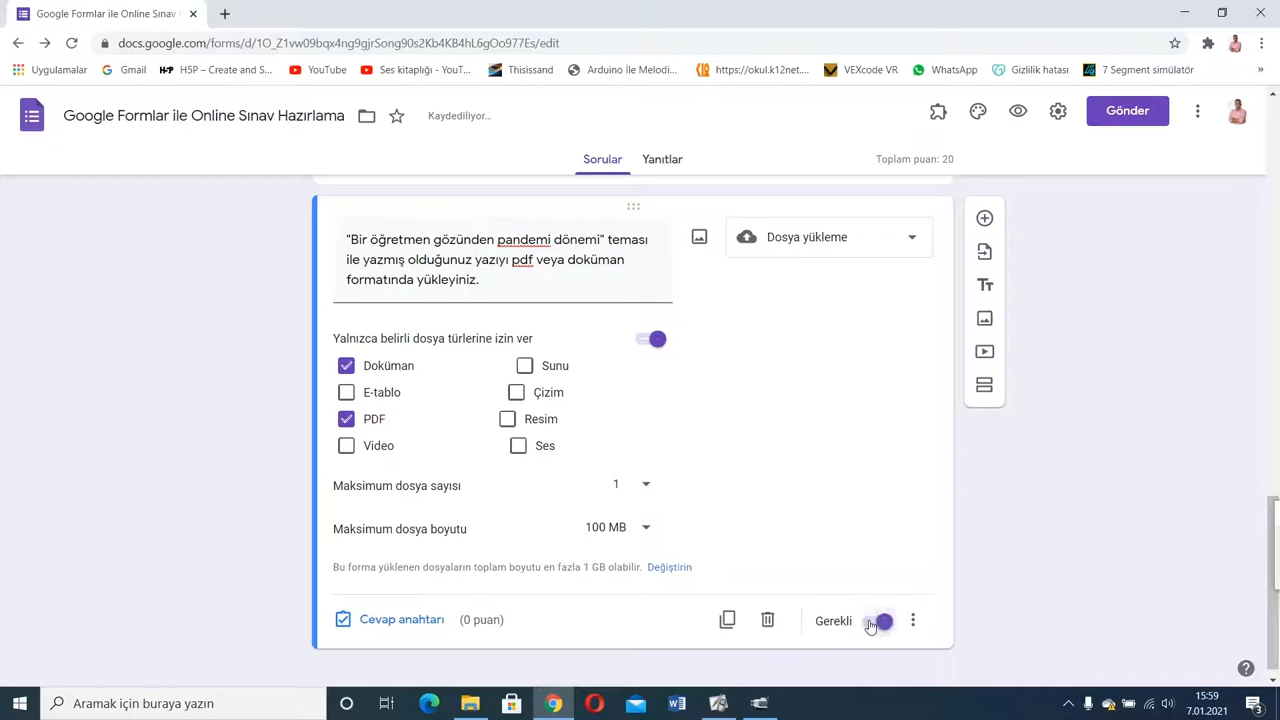 Google Formlar ile Online Sınav H
docs.google.com/forms/d/1O_Z1vw09bqx4ng9gjrSong90s2Kb4KB4hL6gOo977Es/edit
Uygulamalar Gmail H5P – Create and S... YouTube Ses kitaplığı - YouT... Thisissand Arduino İle Melodi... https://okul.k12net.... VEXcode VR WhatsApp Gizlilik hatası 7 Segment simülatör »
Google Formlar ile Online Sınav Hazırlama Kaydediliyor... Gönder
Sorular Yanıtlar Toplam puan: 20
"Bir öğretmen gözünden pandemi dönemi" teması
ile yazmış olduğunuz yazıyı pdf veya doküman
formatında yükleyiniz.
Dosya yükleme
Yalnızca belirli dosya türlerine izin ver
Doküman Sunu
E-tablo Çizim
PDF Resim
Video Ses
Maksimum dosya sayısı 1
Maksimum dosya boyutu 100 MB
Bu forma yüklenen dosyaların toplam boyutu en fazla 1 GB olabilir. Değiştirin
Cevap anahtarı (0 puan) Gerekli
Aramak için buraya yazın
15:59
7.01.2021
3